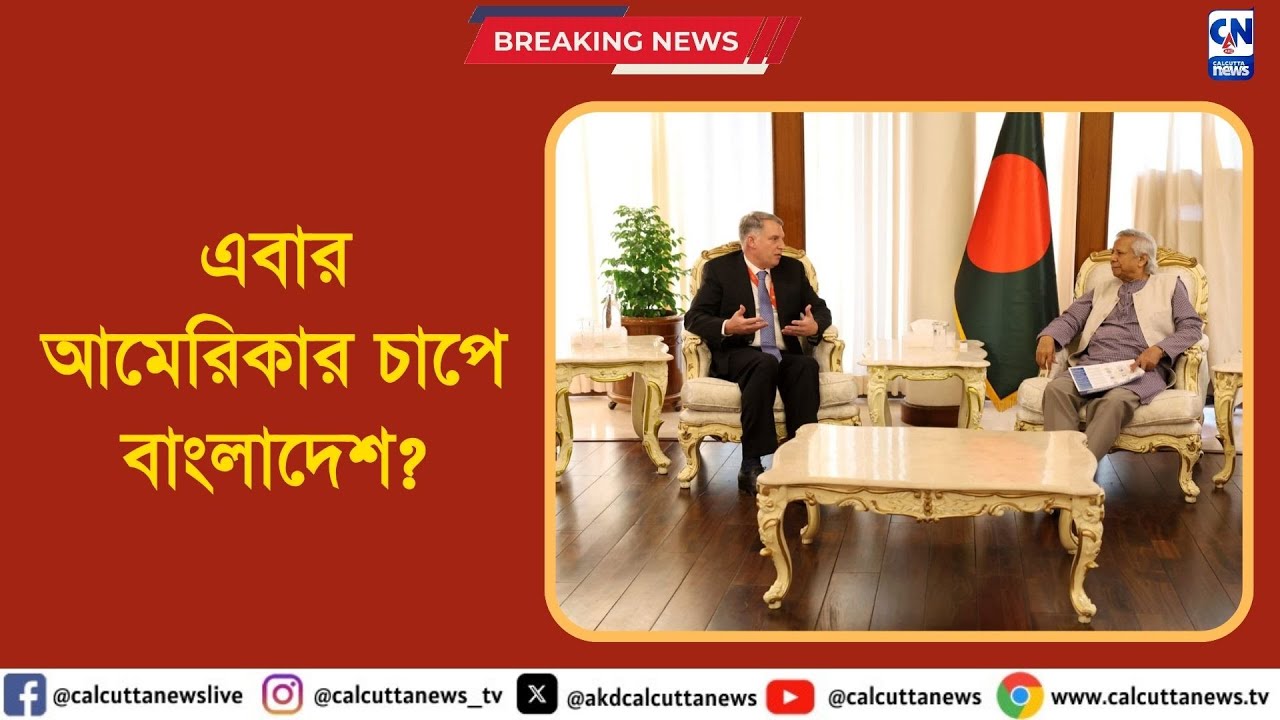 BREAKING NEWS
CN
CALCUTTA
news
এবার
আমেরিকার চাপে
বাংলাদেশ?
@calcuttanewslive
@calcuttanews_tv
@akdcalcuttanews
@calcuttanews
www.calcuttanews.tv